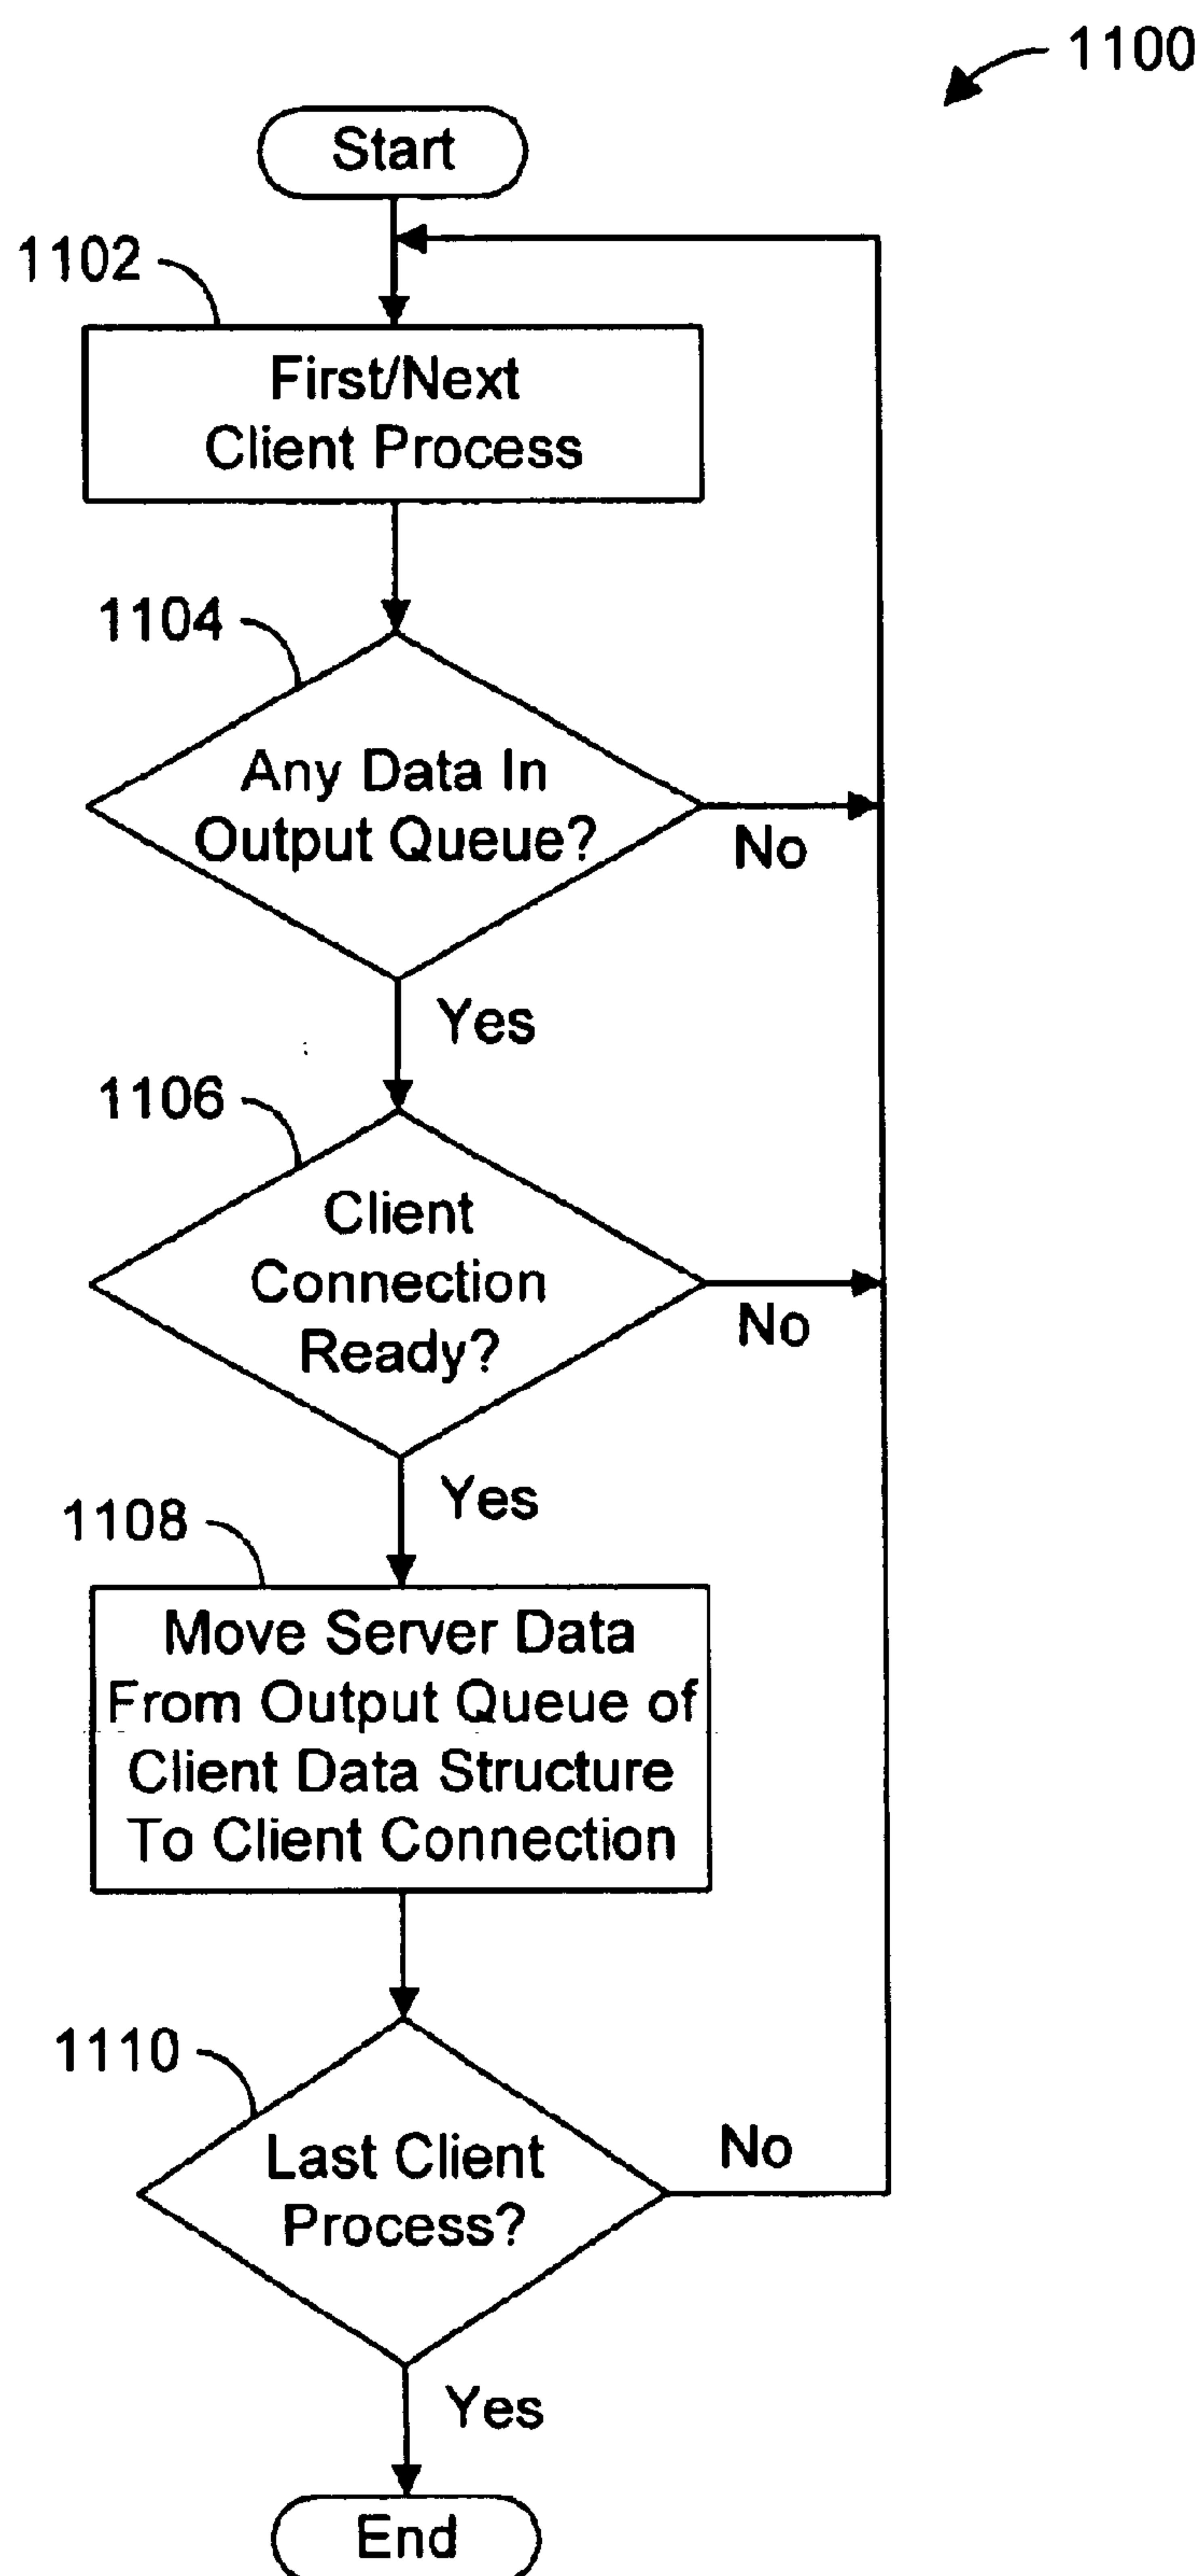 1100
Start
1102
First/Next
Client Process
1104
Any Data In
Output Queue?
No
Yes
1106
Client
Connection
Ready?
No
Yes
1108
Move Server Data
From Output Queue of
Client Data Structure
To Client Connection
1110
Last Client
Process?
No
Yes
End